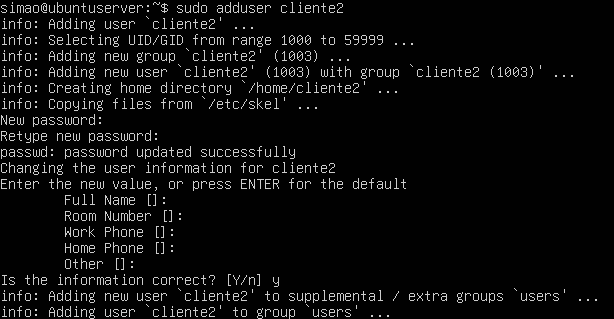 simao@ubuntuserver:~$ sudo adduser cliente2
info: Adding user `cliente2' ...
info: Selecting UID/GID from range 1000 to 59999 ...
info: Adding new group `cliente2' (1003) ...
info: Adding new user `cliente2' (1003) with group `cliente2 (1003)' ...
info: Creating home directory `/home/cliente2' ...
info: Copying files from `/etc/skel' ...
New password:
Retype new password:
passwd: password updated successfully
Changing the user information for cliente2
Enter the new value, or press ENTER for the default
        Full Name []:
        Room Number []:
        Work Phone []:
        Home Phone []:
        Other []:
Is the information correct? [Y/n] y
info: Adding new user `cliente2' to supplemental / extra groups `users' ...
info: Adding user `cliente2' to group `users' ...